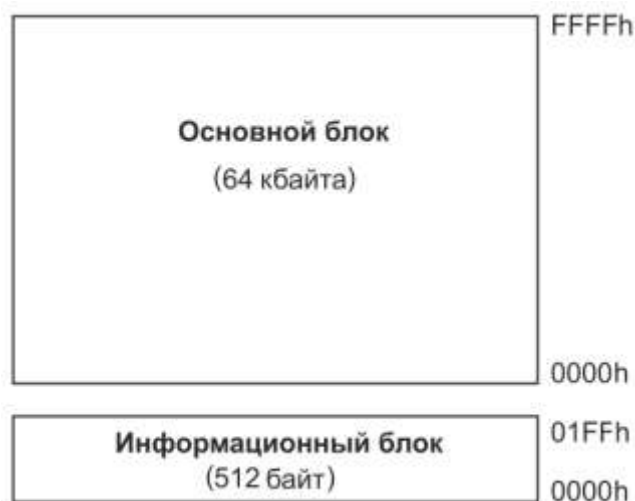 FFFFh
Основной блок
(64 кбайта)
0000h
Информационный блок
01FFh
(512 байт)
0000h